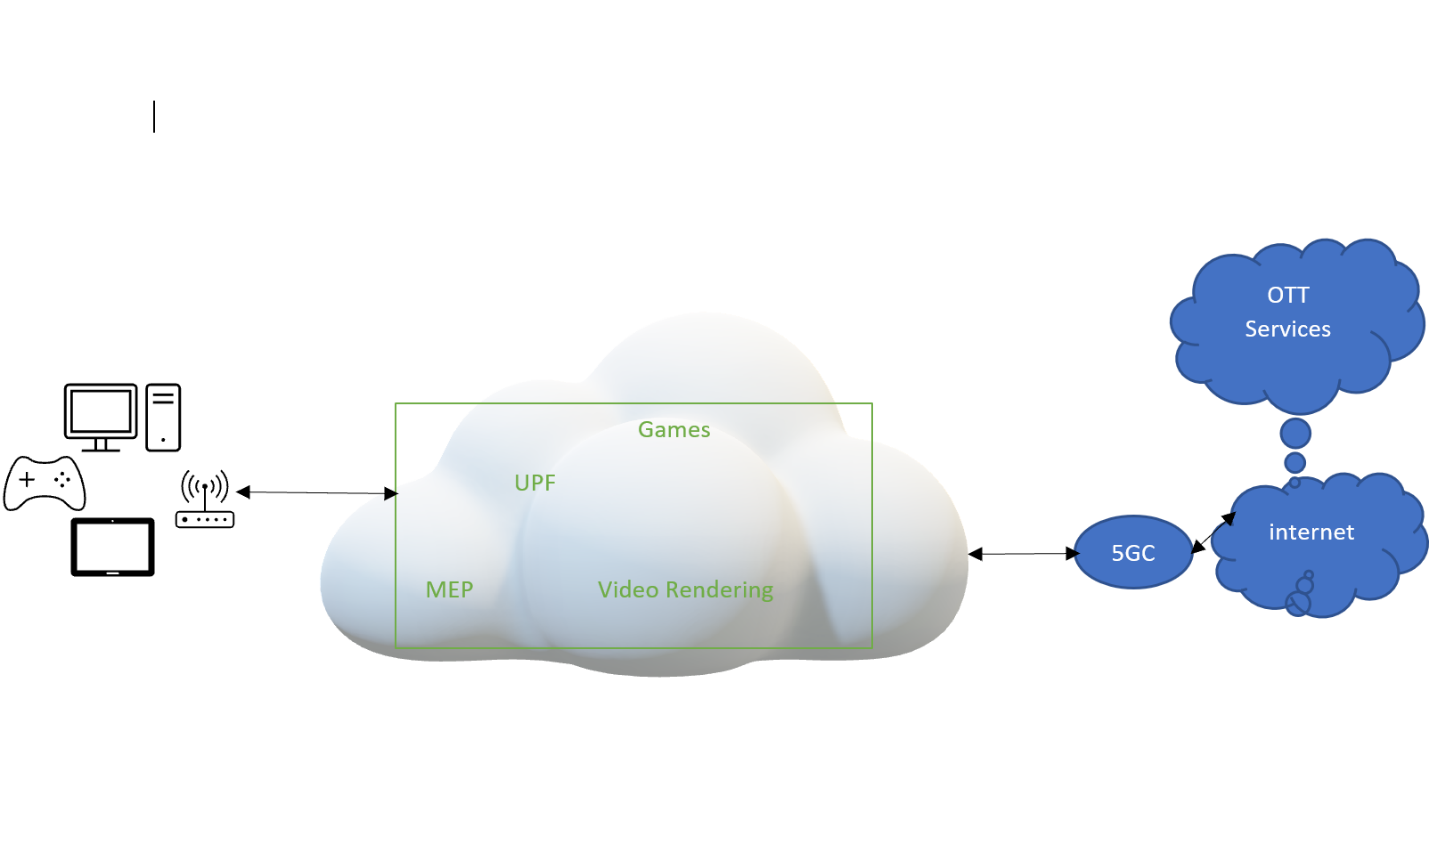 OTT
Services
Games
UPF
internet
5GC
MEP
Video Rendering